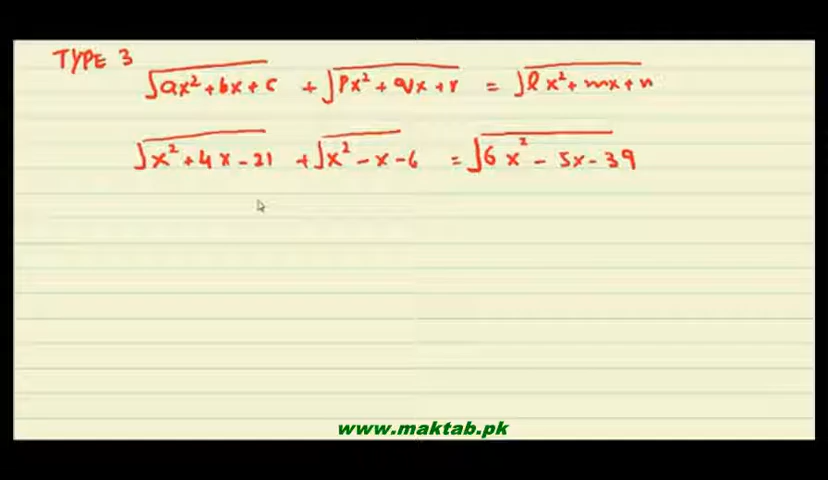 TYPE 3
√ax² + bx + c + √px² + qx + r = √lx² + mx + n
√x² + 4x - 21 + √x² - x - 6 = √6x² - 5x - 39
www.maktab.pk